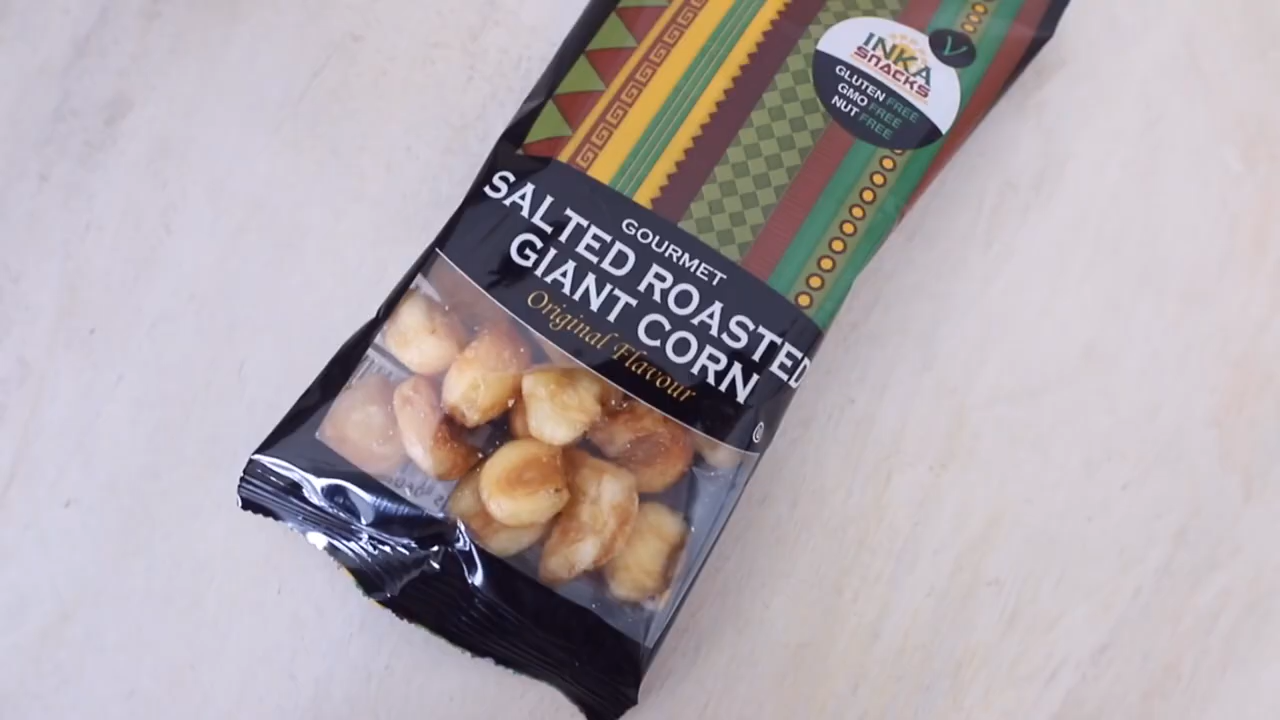 INKA
SNACKS
V
GLUTEN FREE
GMO FREE
NUT FREE
GOURMET
SALTED ROASTED
GIANT CORN
Original Flavour